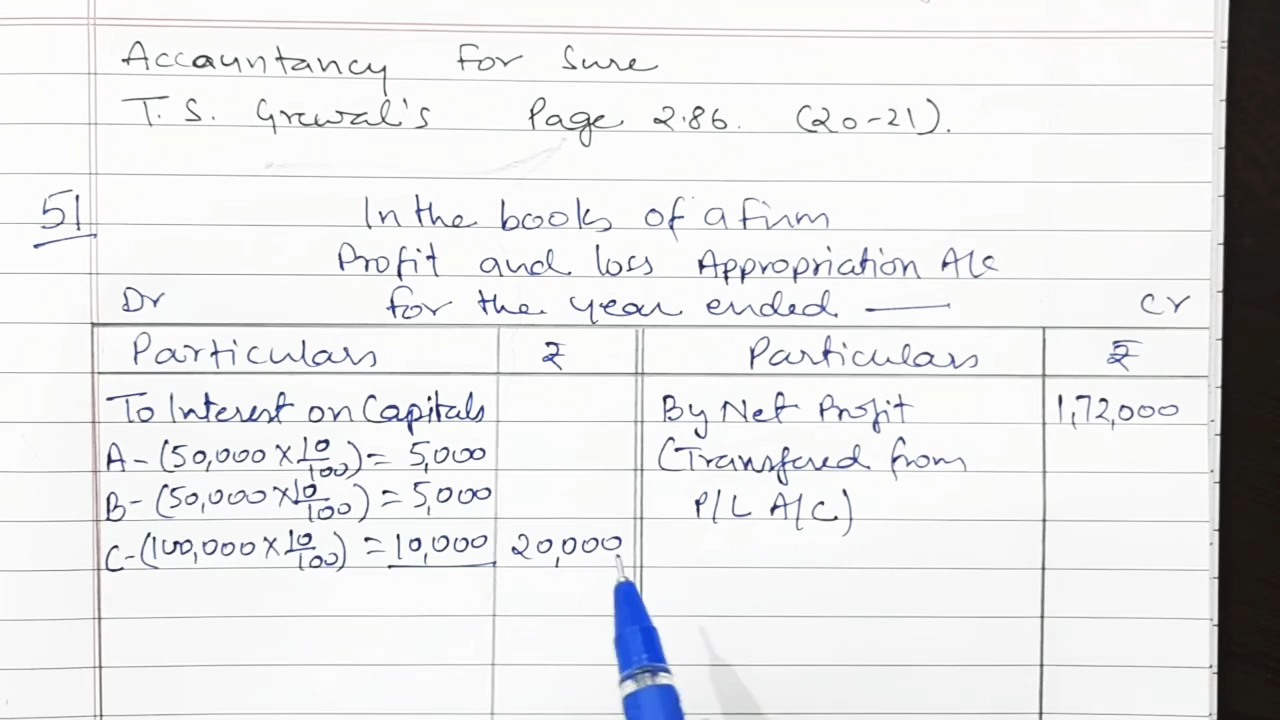 Accauntancy For Sure
T. S. Grewal's Page 2.86. (20-21).
51
In the books of a firm
Profit and loss Appropriation A/c
Dr for the year ended — Cr
Particulars ₹ Particulars ₹
To Interest on Capitals By Net Profit 1,72,000
A - (50,000 × 10/100) = 5,000 (Transfered from
B - (50,000 × 10/100) = 5,000 P/L A/C)
C - (100,000 × 10/100) = 10,000 20,000